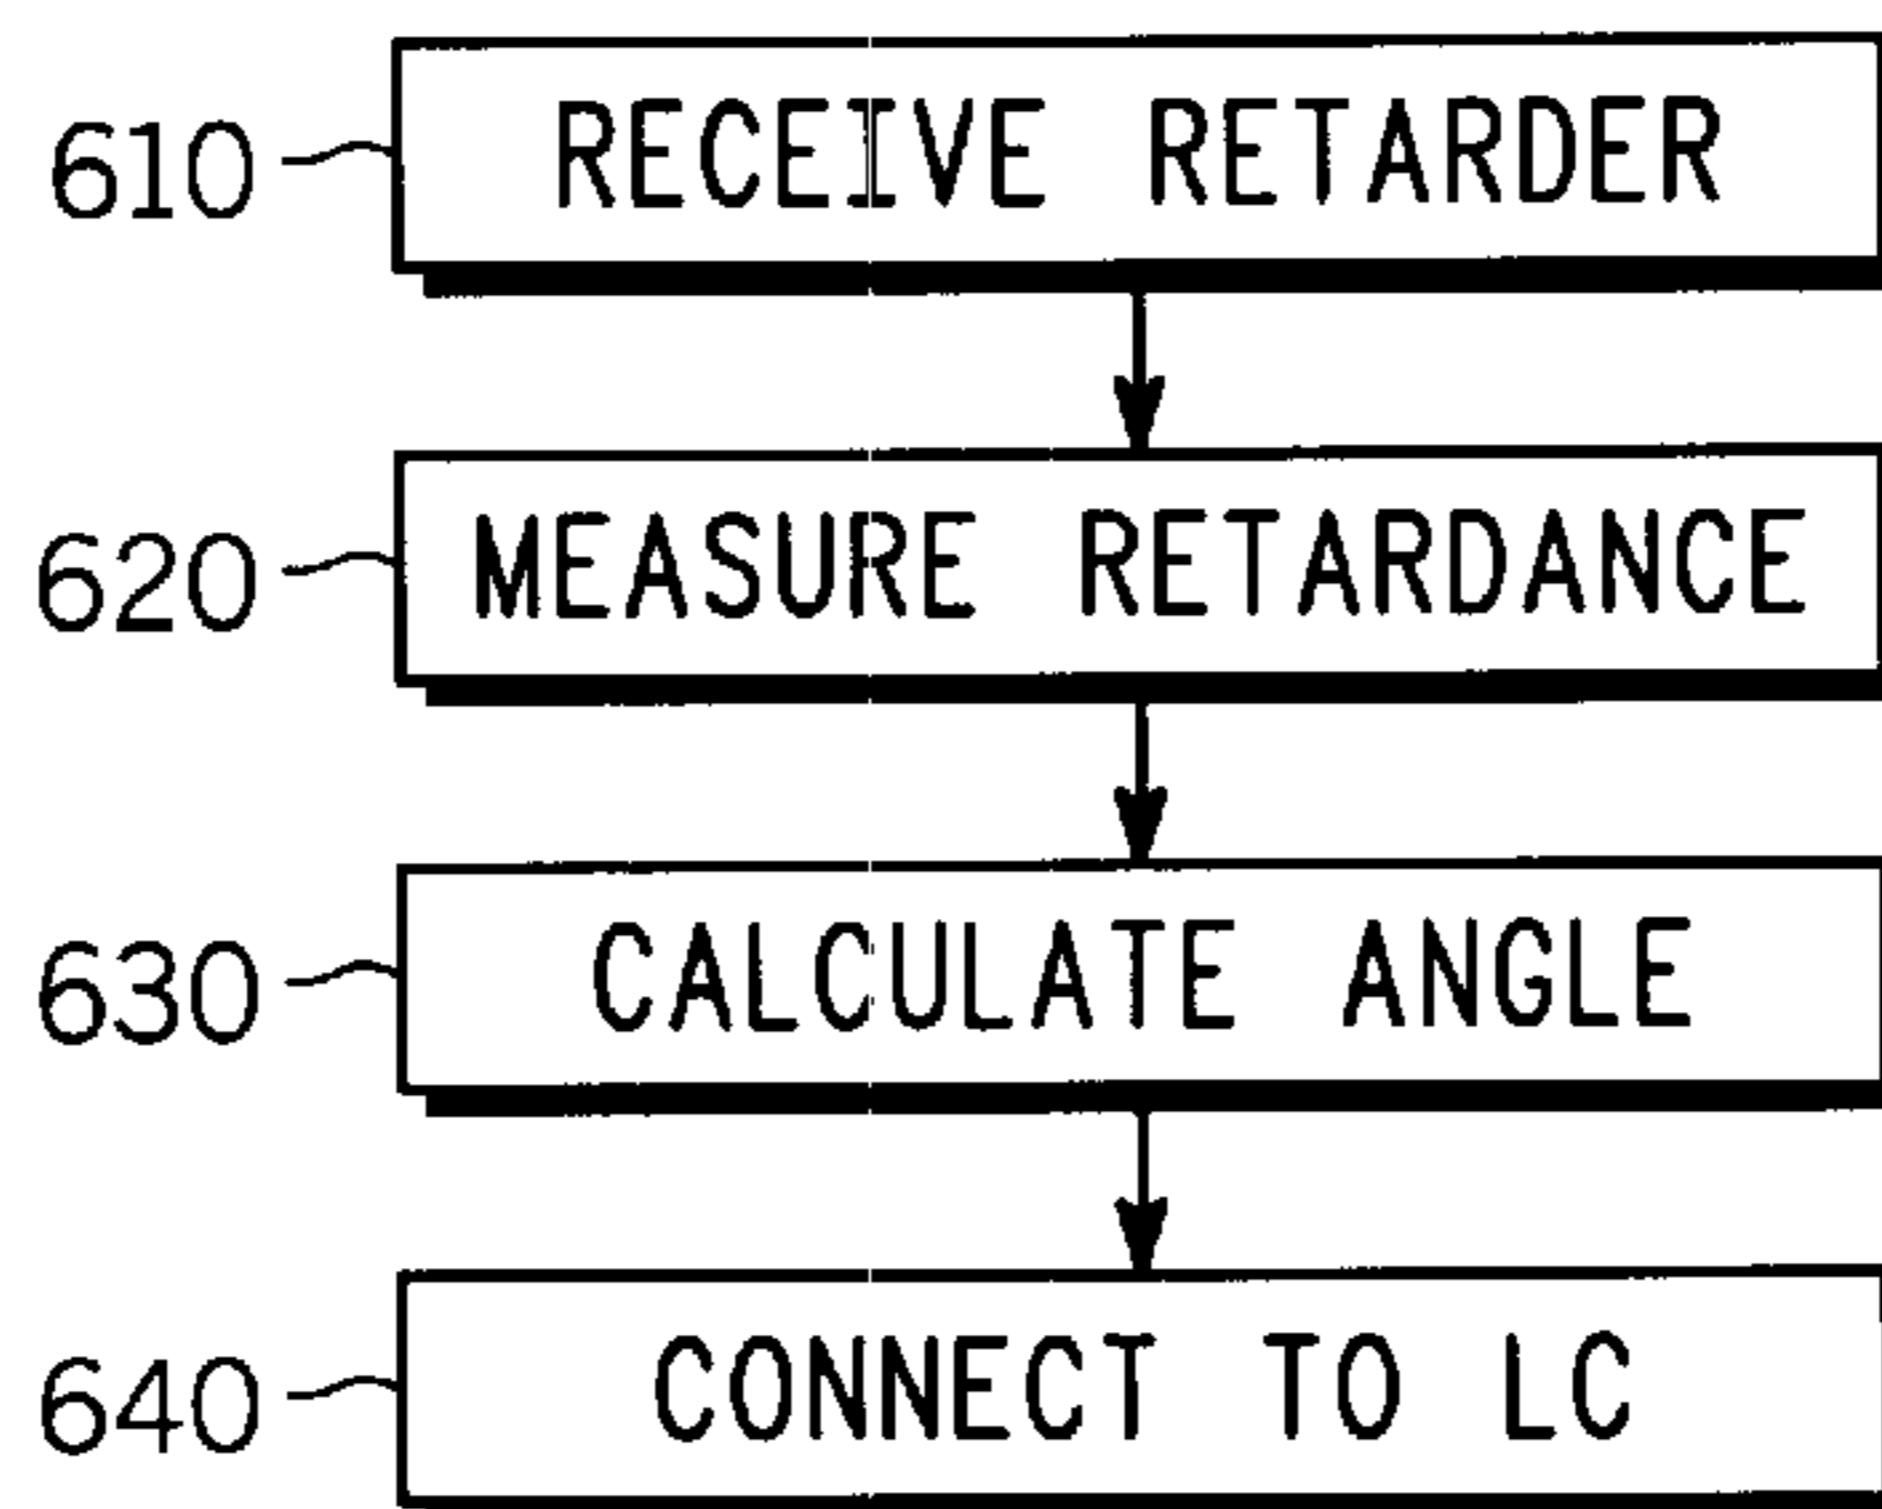 610 RECEIVE RETARDER
620 MEASURE RETARDANCE
630 CALCULATE ANGLE
640 CONNECT TO LC